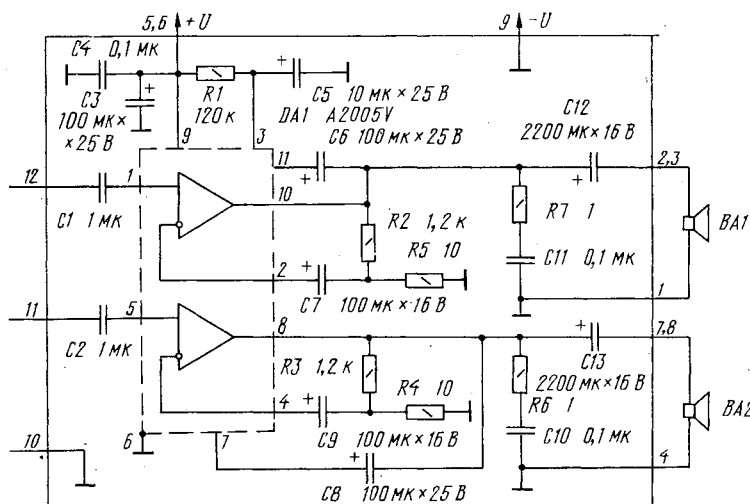 5,6 +U 9 -U
C4 0,1 мк
C3 R1 C5 10 мк×25 В C12
100 мк× 120 к DA1 A2005V 2200 мк×16 В
×25 В C6 100 мк×25 В
9 3 11 2,3
12 1 10
C1 1 мк R2 1,2 к R7 1 BA1
R5 10
2 C11 0,1 мк
C7 100 мк×16 В 1
11 5 8 7,8
C2 1 мк C13
R3 1,2 к 2200 мк×16 В
R4 10 R6 1 BA2
4
10 6 7 C9 100 мк×16 В C10 0,1 мк
4
C8 100 мк×25 В